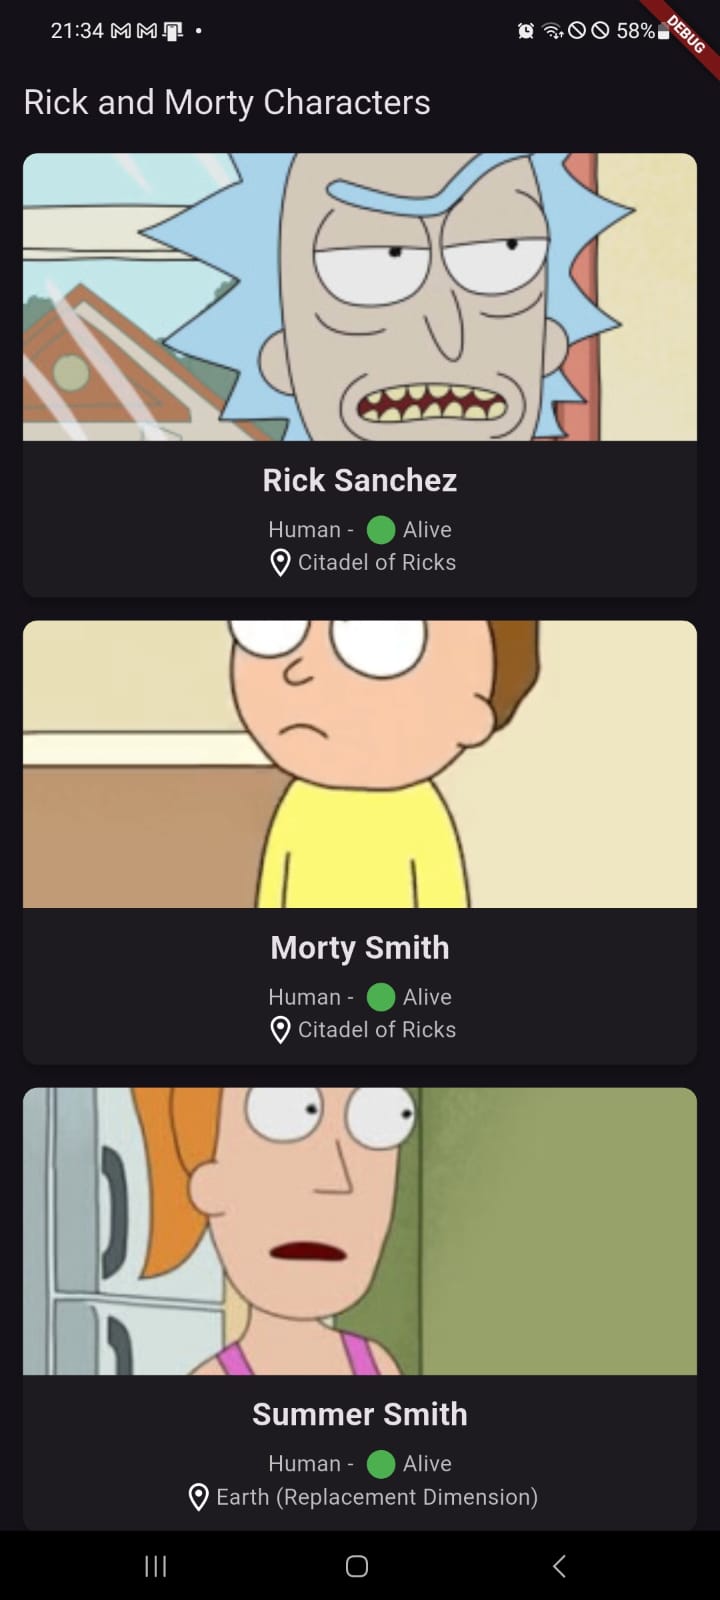 21:34
58%
DEBUG
Rick and Morty Characters
Rick Sanchez
Human - Alive
Citadel of Ricks
Morty Smith
Human - Alive
Citadel of Ricks
Summer Smith
Human - Alive
Earth (Replacement Dimension)